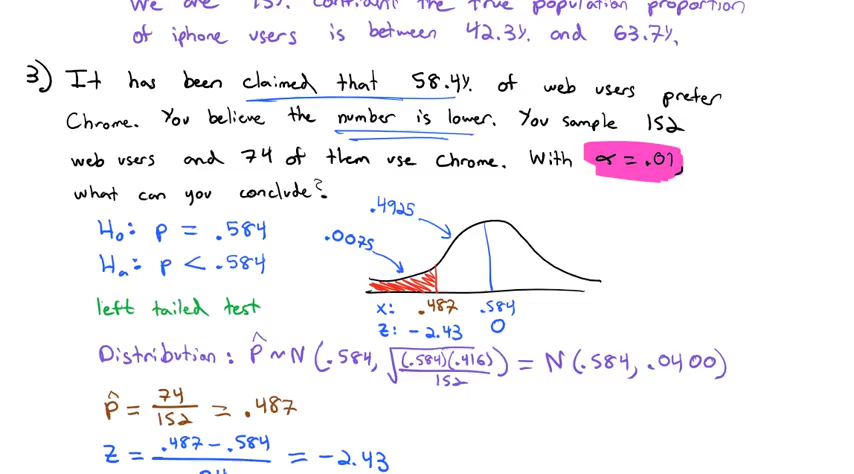 We are 75% confident the true population proportion
of iphone users is between 42.3% and 63.7%.
3) It has been claimed that 58.4% of web users prefer
Chrome. You believe the number is lower. You sample 152
web users and 74 of them use Chrome. With α = .01,
what can you conclude?
H₀: p = .584
Hₐ: p < .584
left tailed test
.4925
.0075
x: .487 .584
z: -2.43 0
Distribution: p̂ ~ N (.584, √((.584)(.416)/152)) = N (.584, .0400)
p̂ = 74/152 = .487
z = .487 - .584/.04 = -2.43